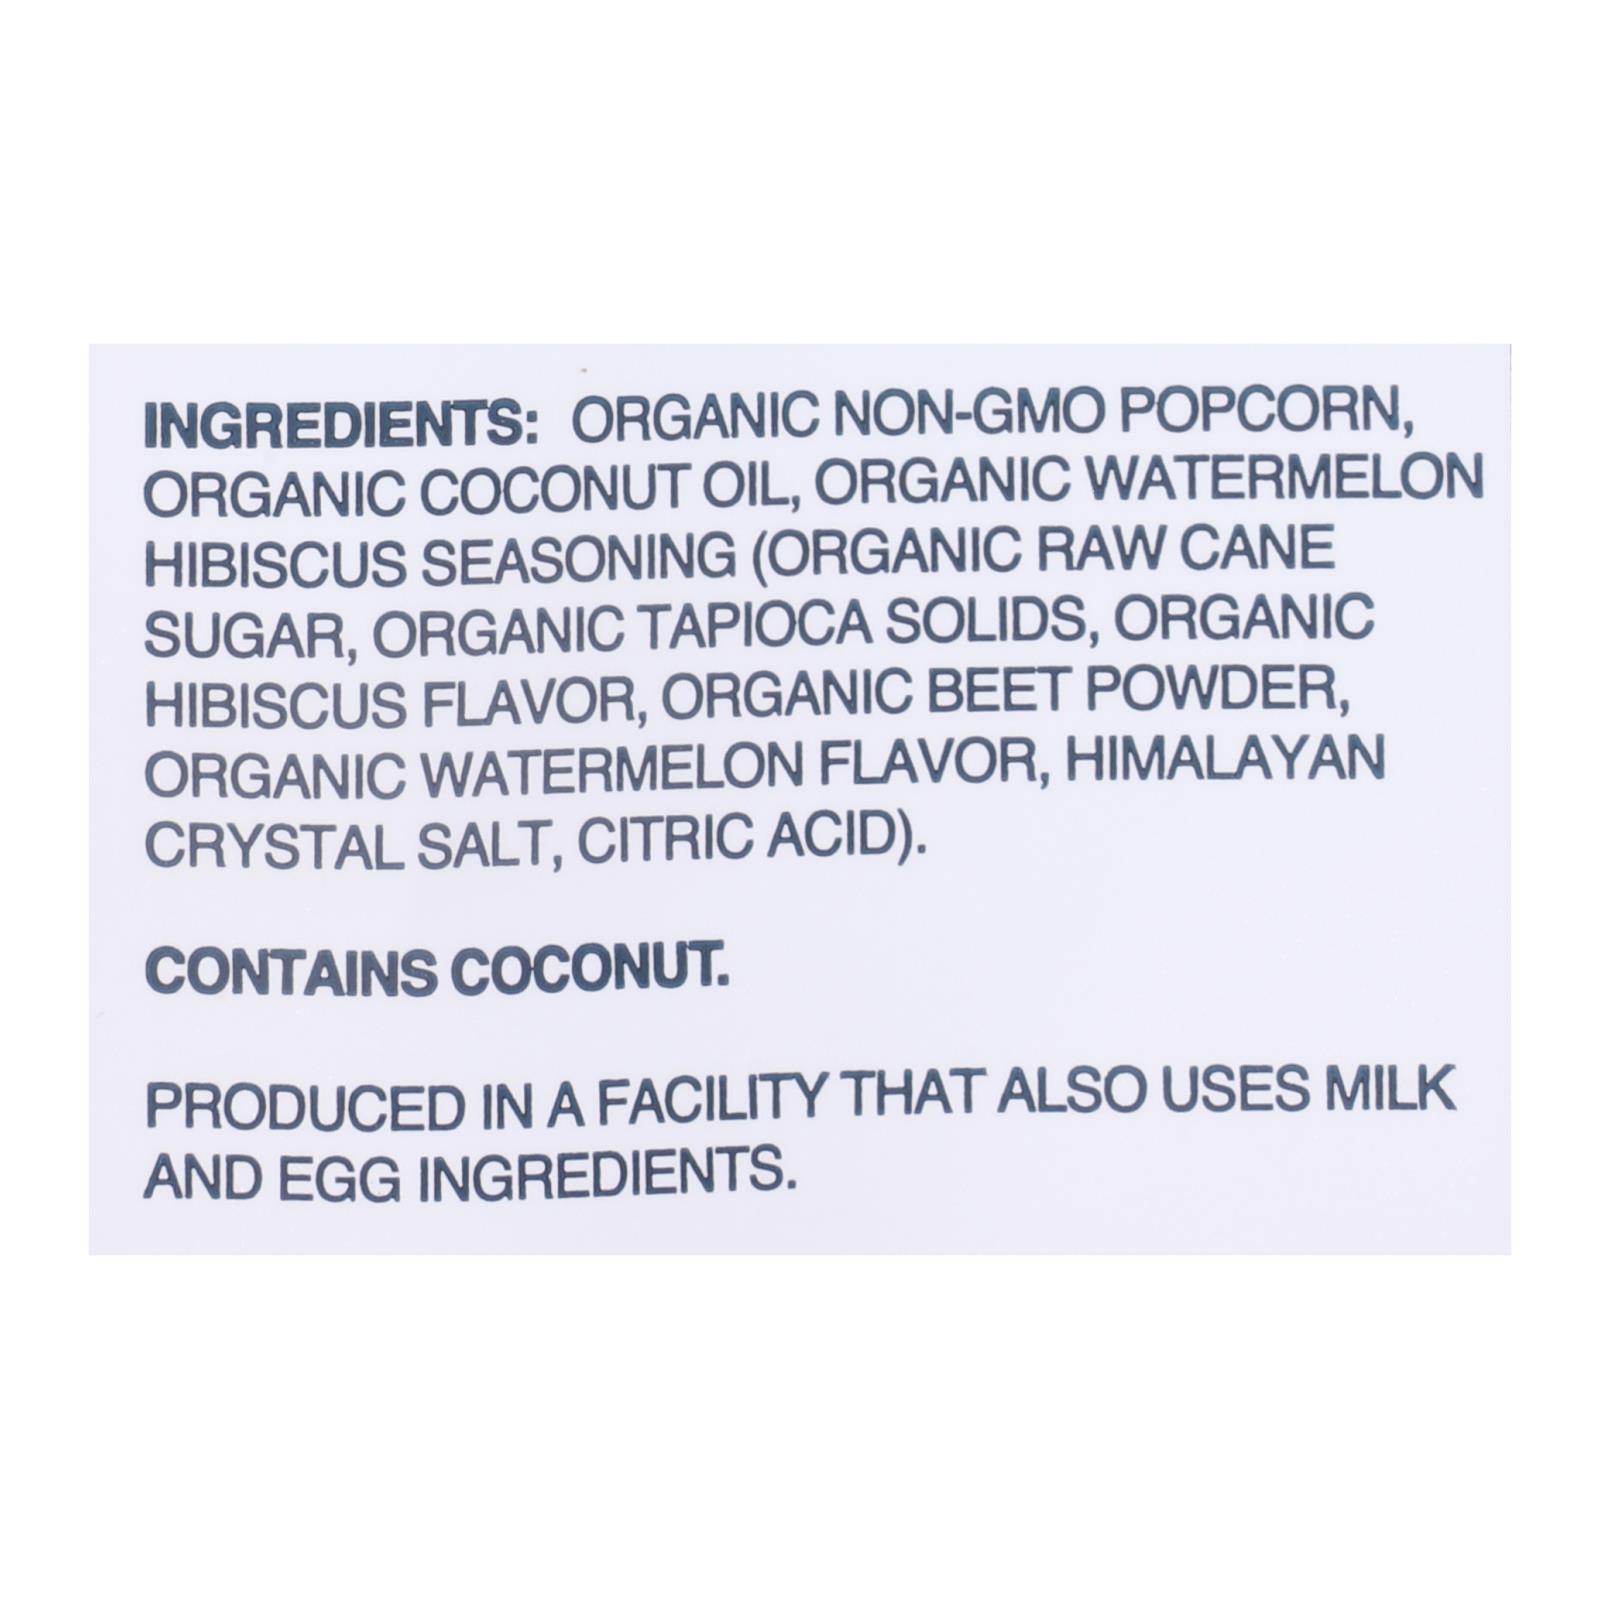 INGREDIENTS: ORGANIC NON-GMO POPCORN,
ORGANIC COCONUT OIL, ORGANIC WATERMELON
HIBISCUS SEASONING (ORGANIC RAW CANE
SUGAR, ORGANIC TAPIOCA SOLIDS, ORGANIC
HIBISCUS FLAVOR, ORGANIC BEET POWDER,
ORGANIC WATERMELON FLAVOR, HIMALAYAN
CRYSTAL SALT, CITRIC ACID).
CONTAINS COCONUT.
PRODUCED IN A FACILITY THAT ALSO USES MILK
AND EGG INGREDIENTS.